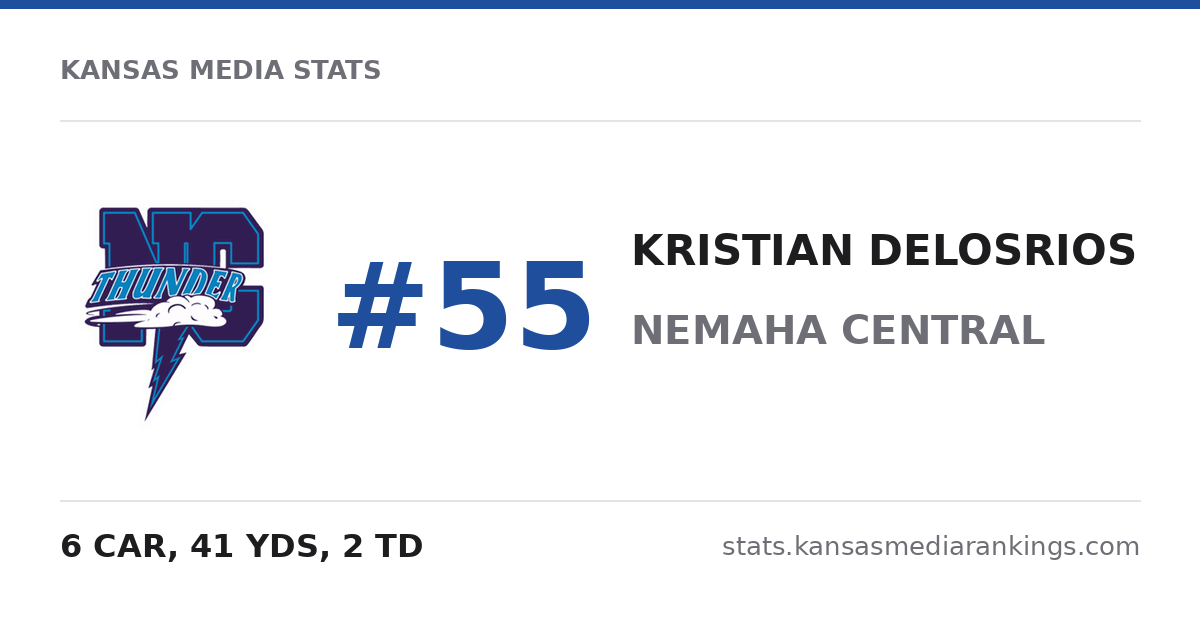 KANSAS MEDIA STATS
NC
THUNDER
#55
KRISTIAN DELOSRIOS
NEMAHA CENTRAL
6 CAR, 41 YDS, 2 TD
stats.kansasmediarankings.com